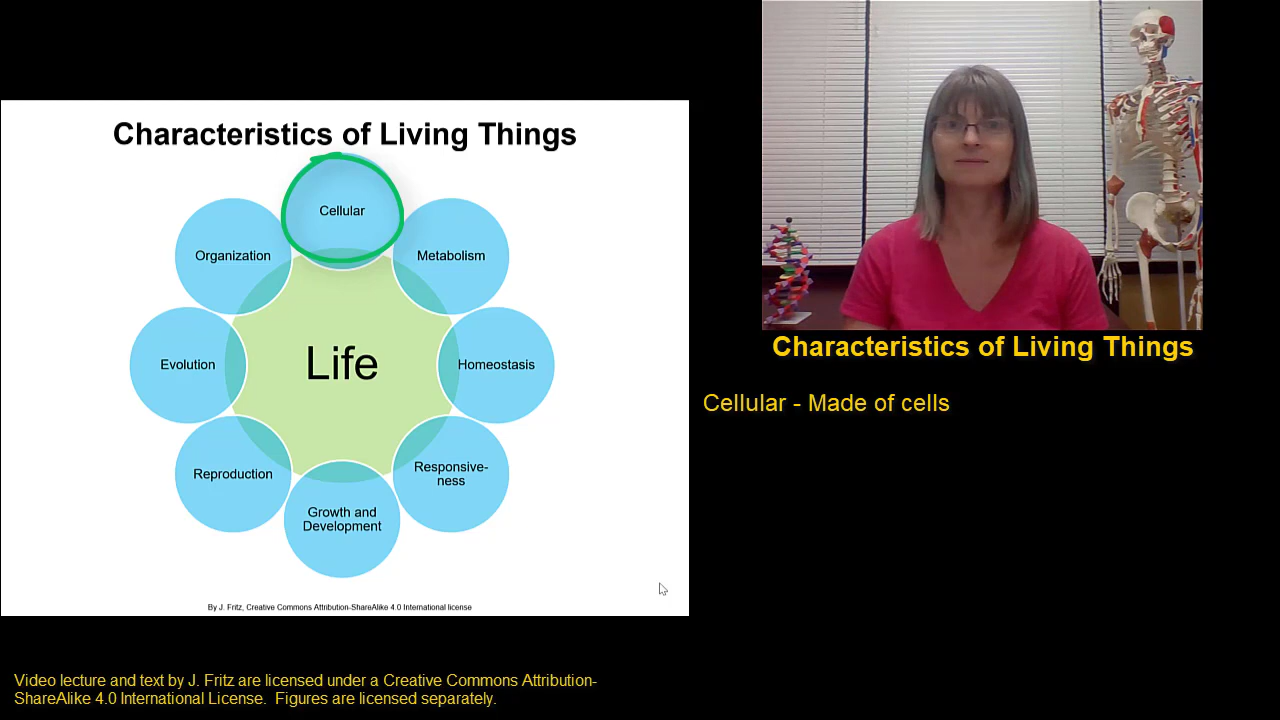 Characteristics of Living Things
Cellular
Organization
Metabolism
Evolution
Life
Homeostasis
Reproduction
Responsive-
ness
Growth and
Development
By J. Fritz, Creative Commons Attribution-ShareAlike 4.0 International license
Characteristics of Living Things
Cellular - Made of cells
Video lecture and text by J. Fritz are licensed under a Creative Commons Attribution-
ShareAlike 4.0 International License.  Figures are licensed separately.